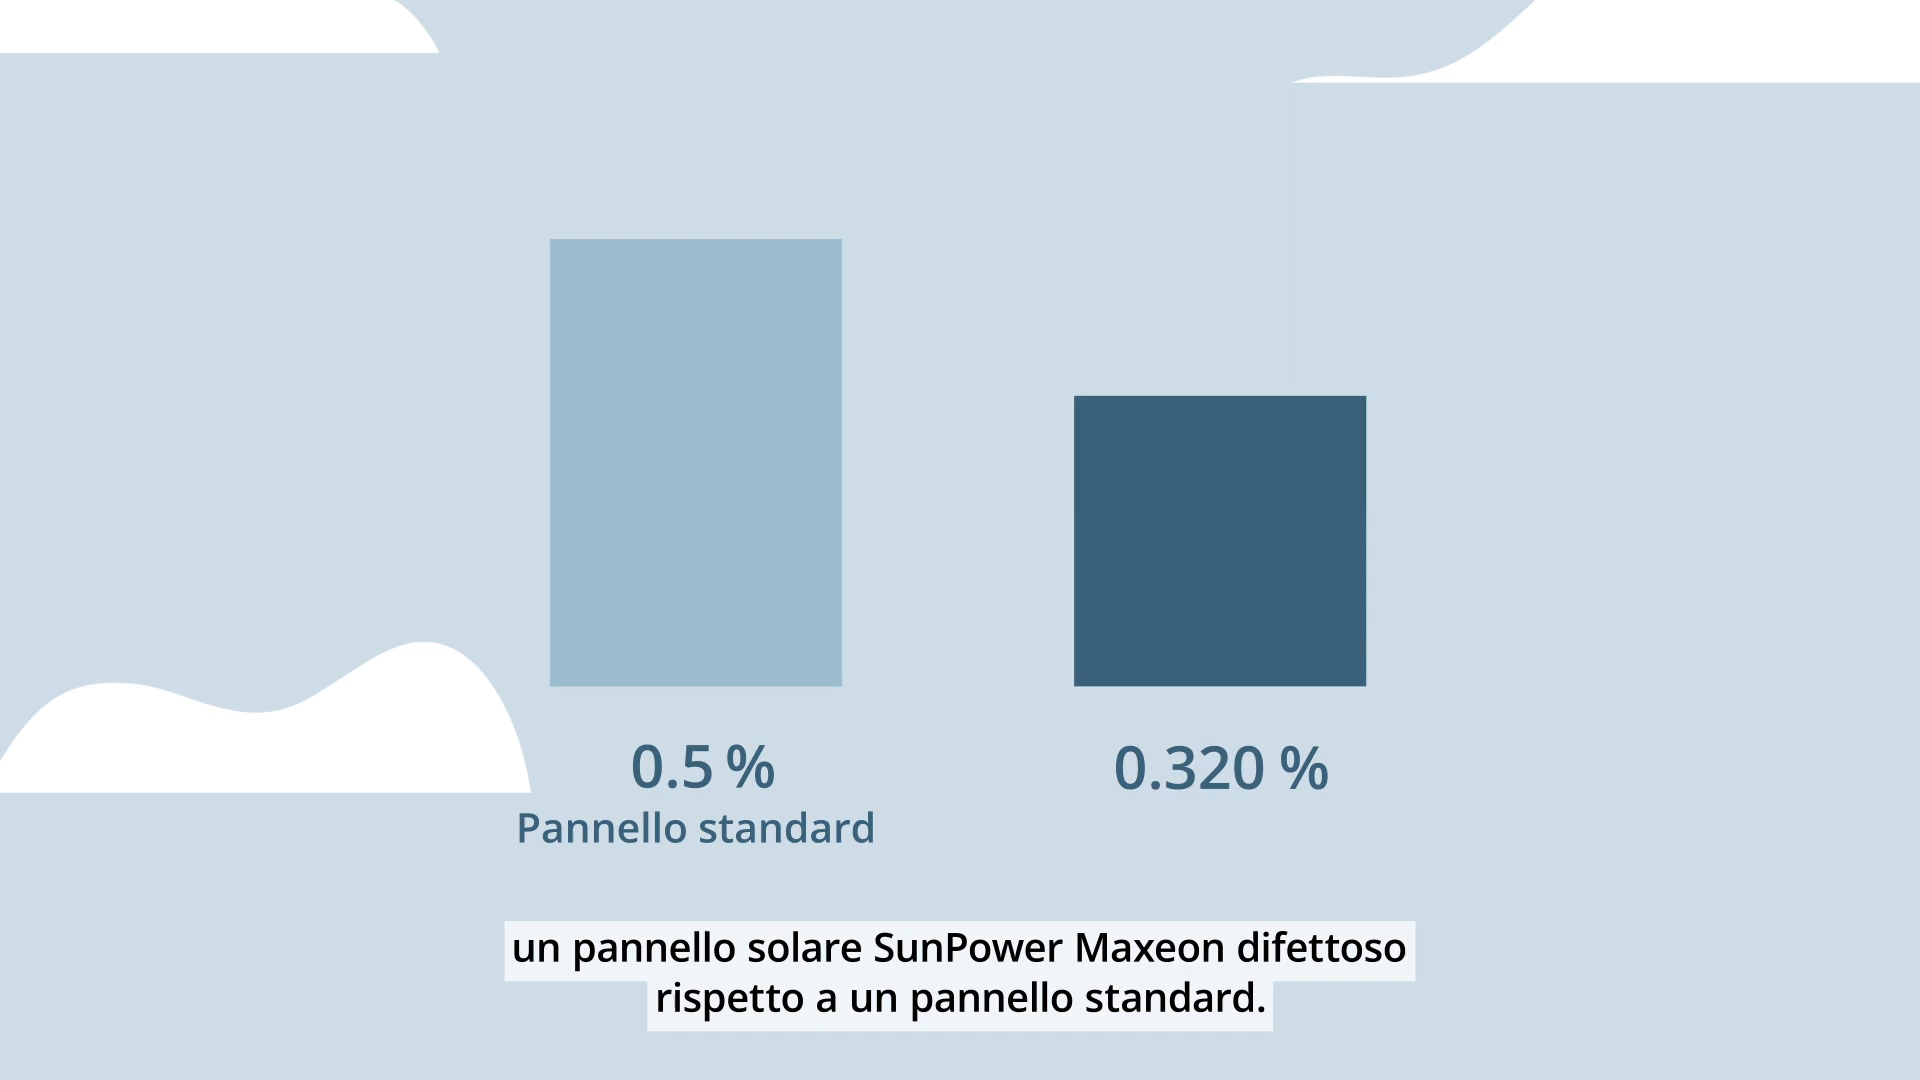 0.5 %
0.320 %
Pannello standard
un pannello solare SunPower Maxeon difettoso
rispetto a un pannello standard.